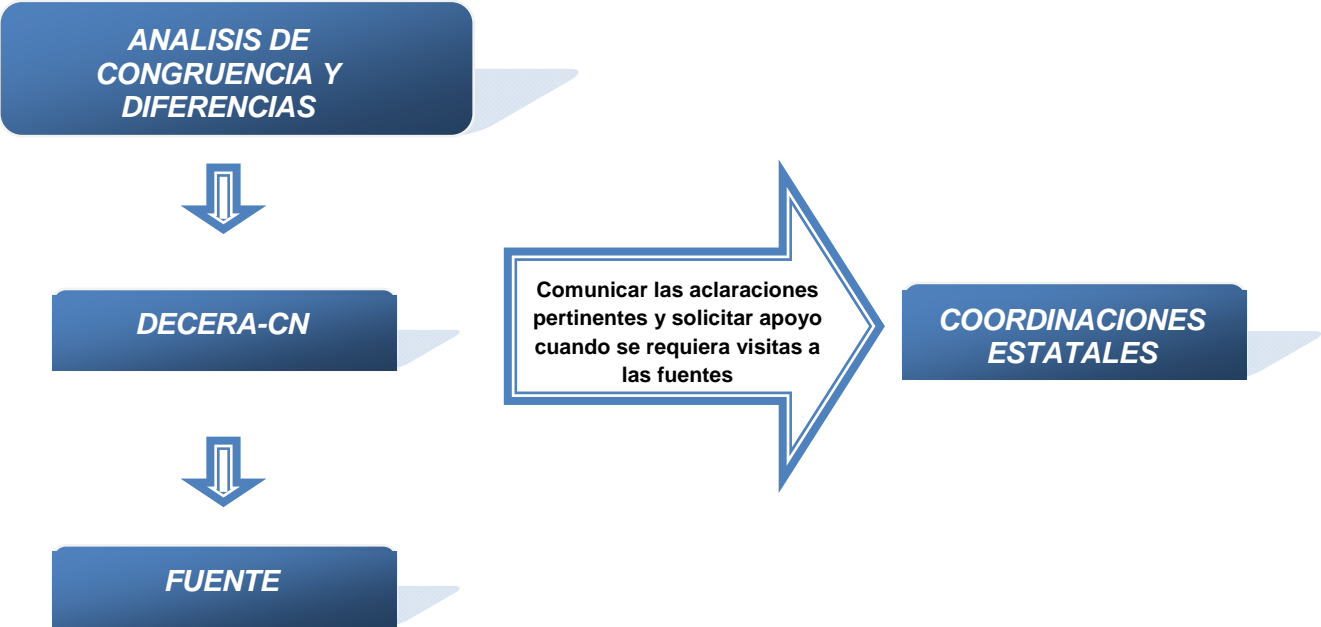 ANALISIS DE
CONGRUENCIA Y
DIFERENCIAS
DECERA-CN
Comunicar las aclaraciones
pertinentes y solicitar apoyo
cuando se requiera visitas a
las fuentes
COORDINACIONES
ESTATALES
FUENTE